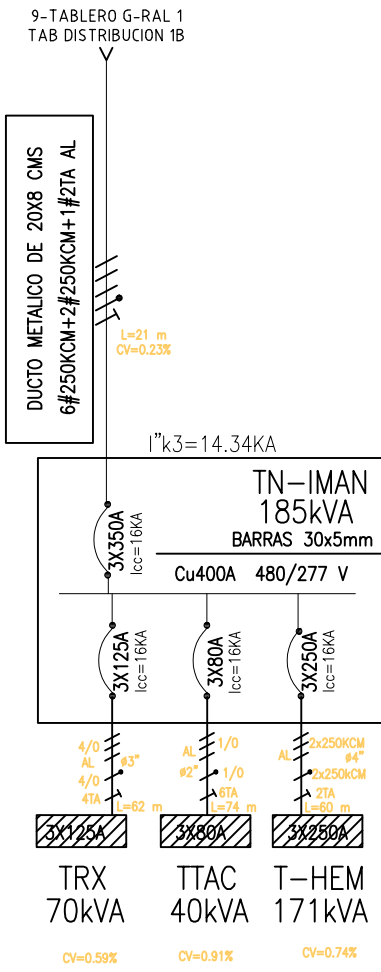 9-TABLERO G-RAL 1
TAB DISTRIBUCION 1B
DUCTO METALICO DE 20X8 CMS
6#250KCM+2#250KCM+1#2TA AL
L=21 m
CV=0.23%
I"k3=14.34KA
TN-IMAN
185kVA
BARRAS 30x5mm
Cu400A 480/277 V
3X350A
Icc=16KA
3X125A
Icc=16KA
3X80A
Icc=16KA
3X250A
Icc=16KA
4/0
AL
ø3"
4/0
4TA
L=62 m
1/0
AL
ø2"
1/0
6TA
L=74 m
2x250KCM
AL
ø4"
2x250kCM
2TA
L=60 m
3X125A
3X80A
3X250A
TRX
70kVA
TTAC
40kVA
T-HEM
171kVA
CV=0.59%
CV=0.91%
CV=0.74%